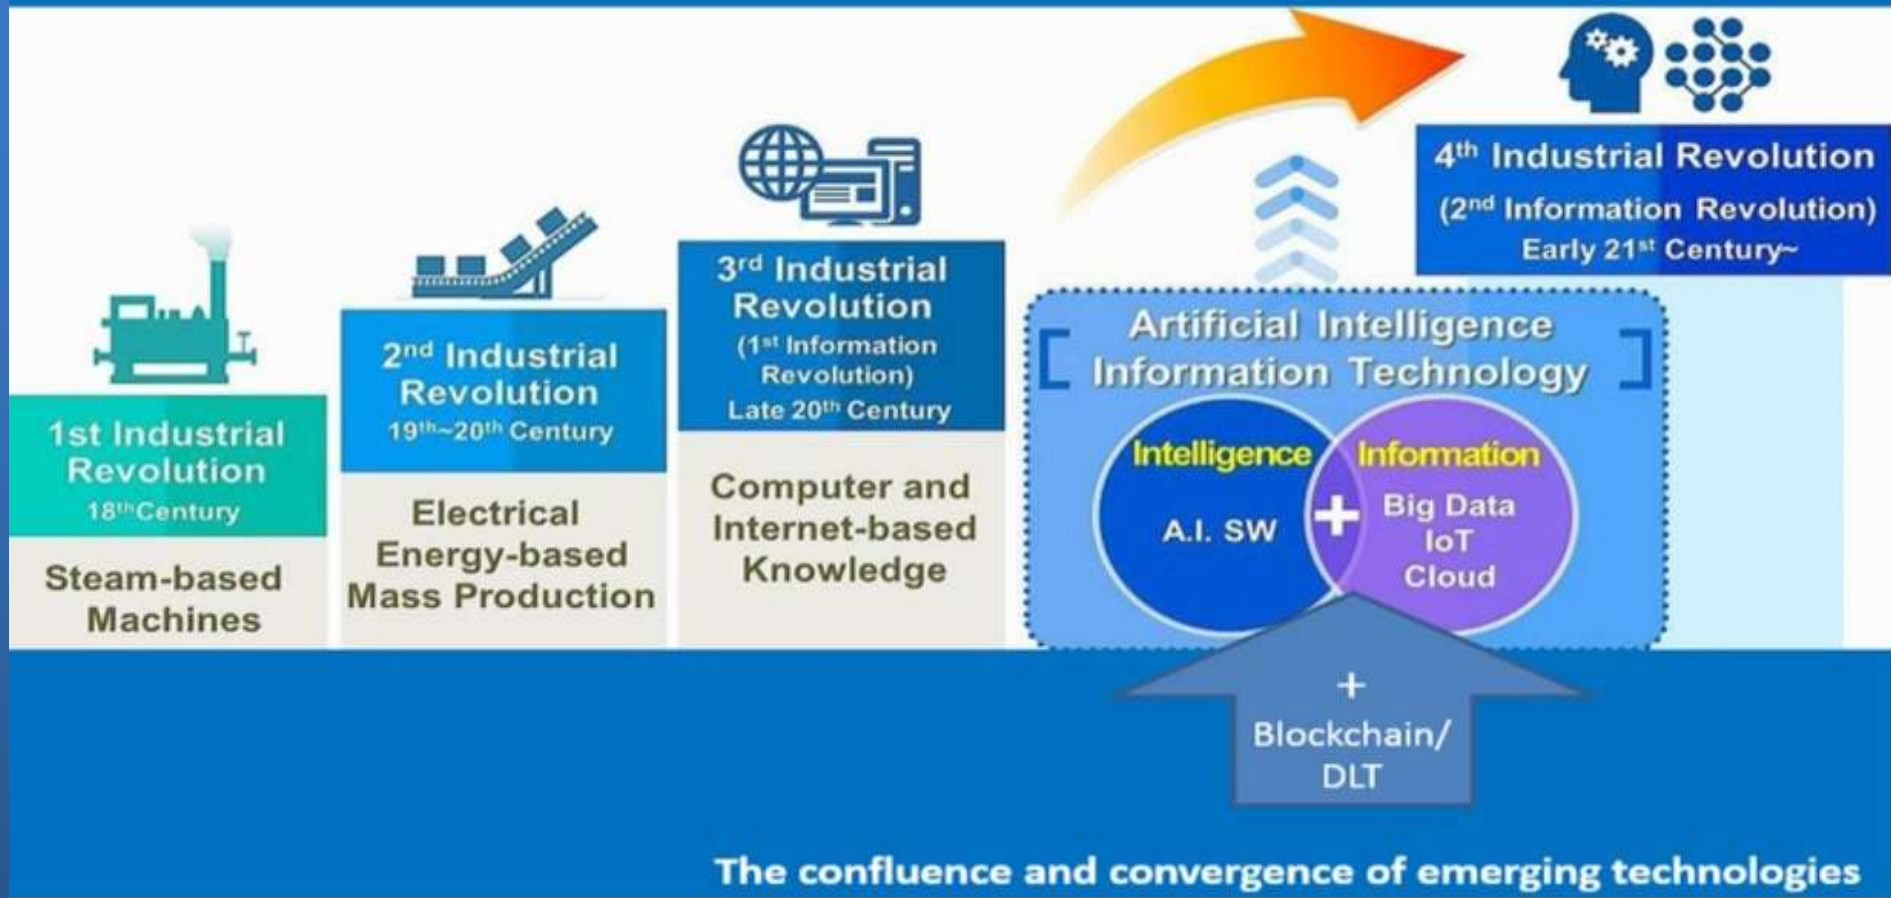 1st Industrial
Revolution
18thCentury
Steam-based
Machines
2nd Industrial
Revolution
19th~20th Century
Electrical
Energy-based
Mass Production
3rd Industrial
Revolution
(1st Information
Revolution)
Late 20th Century
Computer and
Internet-based
Knowledge
4th Industrial Revolution
(2nd Information Revolution)
Early 21st Century~
[ Artificial Intelligence
Information Technology ]
Intelligence
A.I. SW
+
Information
Big Data
IoT
Cloud
+
Blockchain/
DLT
The confluence and convergence of emerging technologies